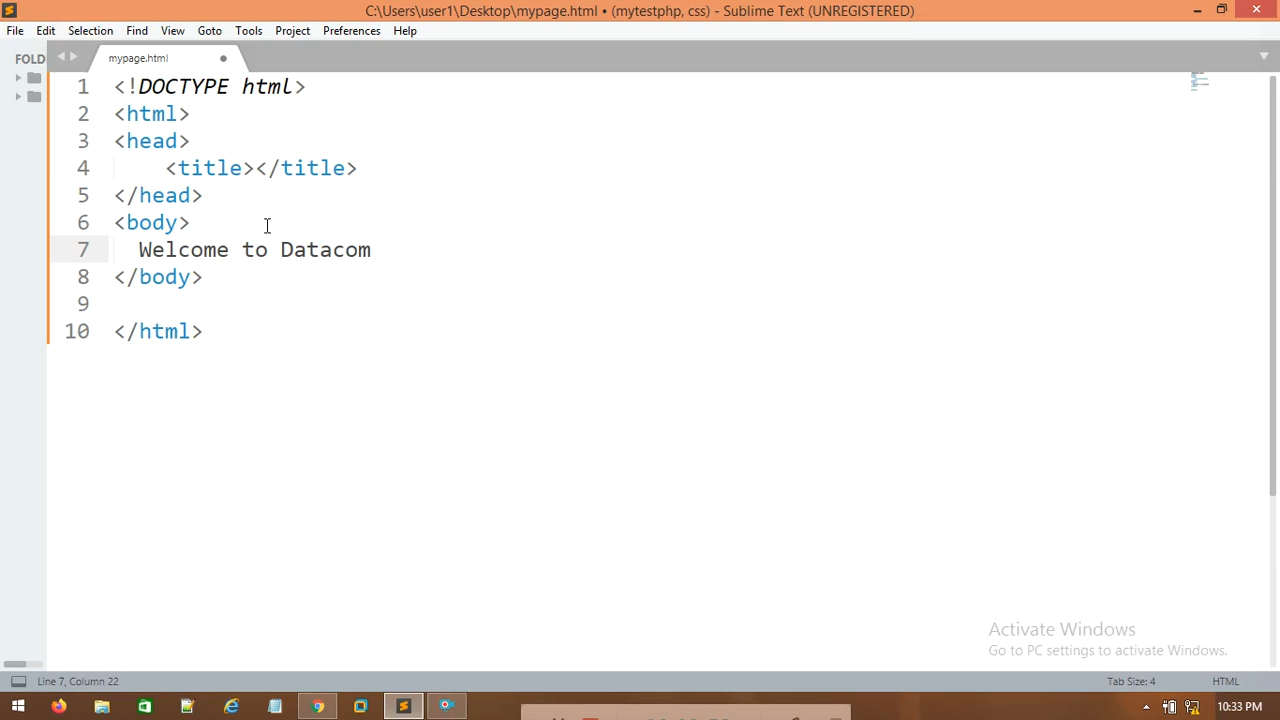 C:\Users\user1\Desktop\mypage.html • (mytestphp, css) - Sublime Text (UNREGISTERED)
File Edit Selection Find View Goto Tools Project Preferences Help
FOLD
mypage.html
1 <!DOCTYPE html>
2 <html>
3 <head>
4 <title></title>
5 </head>
6 <body>
7 Welcome to Datacom
8 </body>
9
10 </html>
Activate Windows
Go to PC settings to activate Windows.
Line 7, Column 22 Tab Size: 4 HTML
10:33 PM